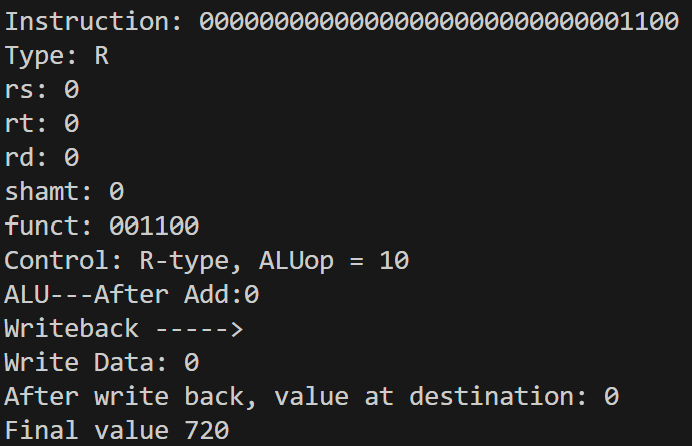 Instruction: 00000000000000000000000000001100
Type: R
rs: 0
rt: 0
rd: 0
shamt: 0
funct: 001100
Control: R-type, ALUop = 10
ALU---After Add:0
Writeback ----->
Write Data: 0
After write back, value at destination: 0
Final value 720